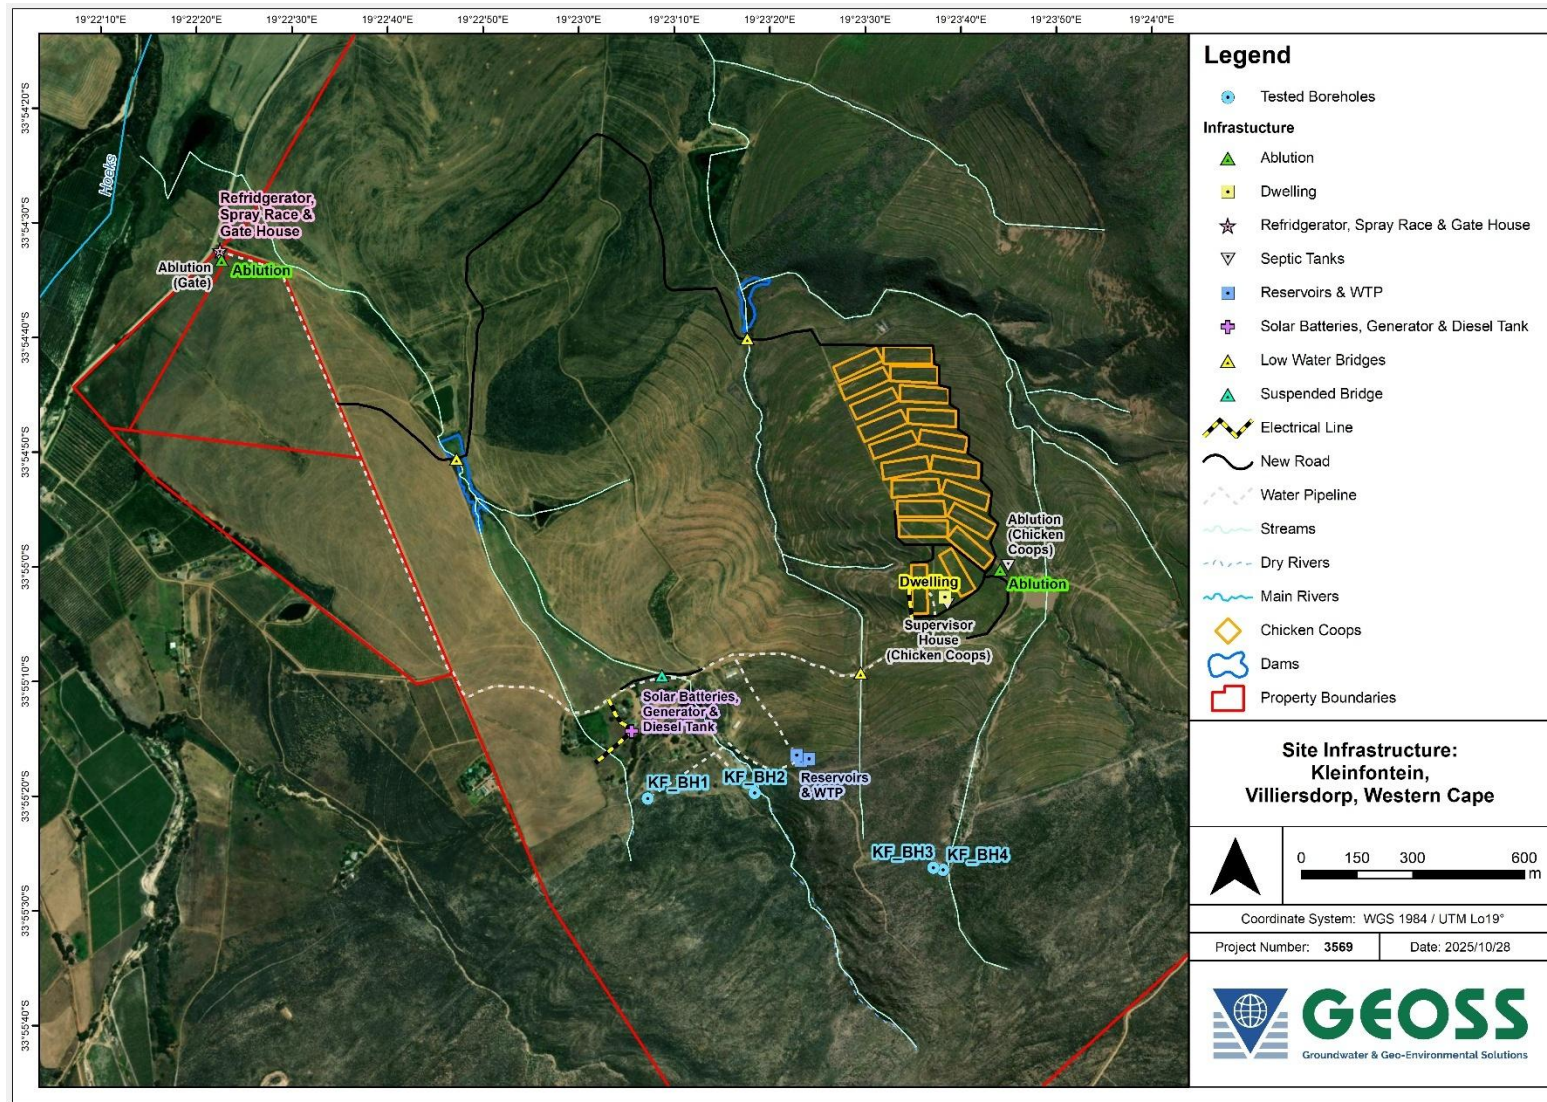 19°22'10"E
19°22'20"E
19°22'30"E
19°22'40"E
19°22'50"E
19°23'0"E
19°23'10"E
19°23'20"E
19°23'30"E
19°23'40"E
19°23'50"E
19°24'0"E
33°54'20"S
33°54'30"S
33°54'40"S
33°54'50"S
33°55'0"S
33°55'10"S
33°55'20"S
33°55'30"S
33°55'40"S
Hoeks
Refridgerator,
Spray Race &
Gate House
Ablution
(Gate)
Ablution
Ablution
(Chicken
Coops)
Ablution
Dwelling
Supervisor
House
(Chicken Coops)
Solar Batteries,
Generator &
Diesel Tank
KF_BH1
KF_BH2
Reservoirs
& WTP
KF_BH3
KF_BH4
Legend
Tested Boreholes
Infrastucture
Ablution
Dwelling
Refridgerator, Spray Race & Gate House
Septic Tanks
Reservoirs & WTP
Solar Batteries, Generator & Diesel Tank
Low Water Bridges
Suspended Bridge
Electrical Line
New Road
Water Pipeline
Streams
Dry Rivers
Main Rivers
Chicken Coops
Dams
Property Boundaries
Site Infrastructure:
Kleinfontein,
Villiersdorp, Western Cape
0 150 300 600
m
Coordinate System: WGS 1984 / UTM Lo19°
Project Number: 3569
Date: 2025/10/28
GEOSS
Groundwater & Geo-Environmental Solutions